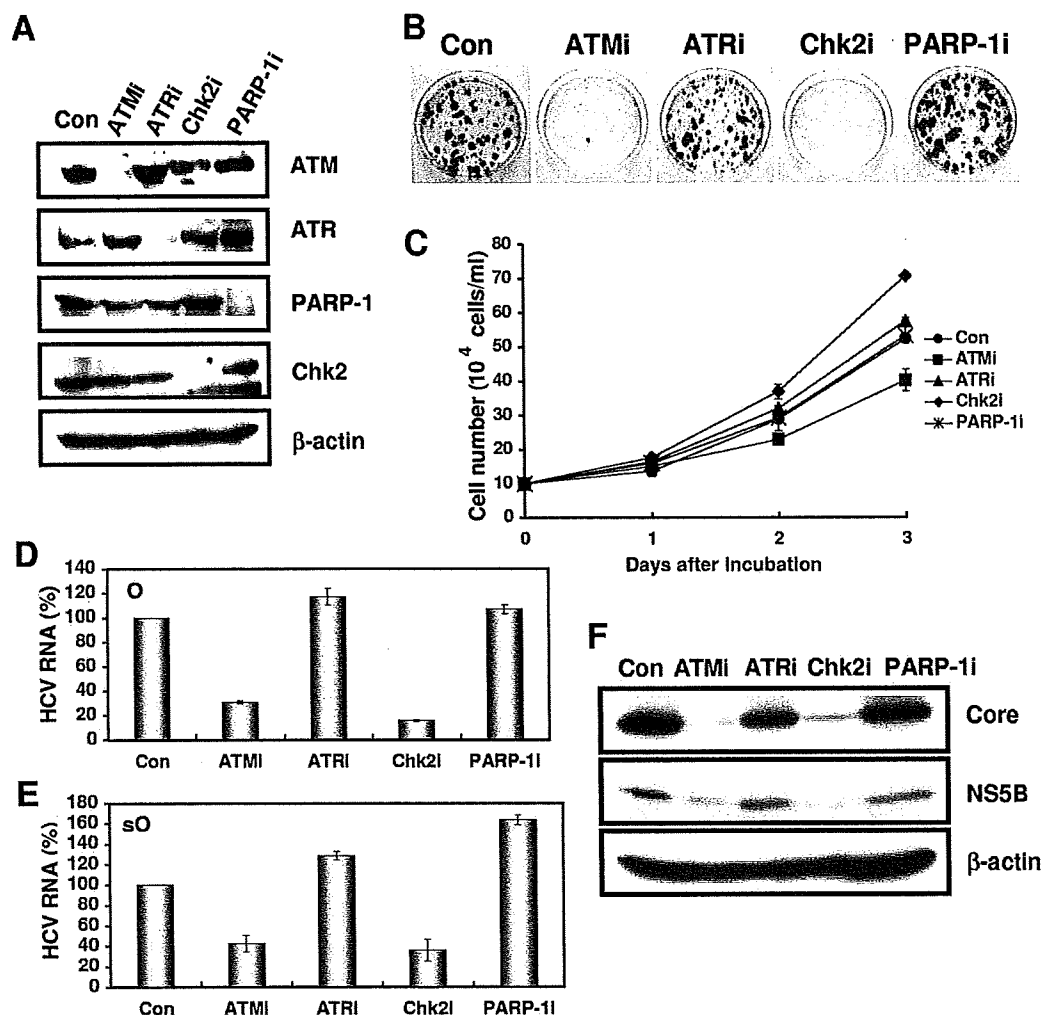 A
Con ATMi ATRi Chk2i PARP-1i
ATM
ATR
PARP-1
Chk2
β-actin
B
Con ATMi ATRi Chk2i PARP-1i
C
Cell number (10^4 cells/ml)
80
70
60
50
40
30
20
10
0
0 1 2 3
Days after Incubation
Con
ATMi
ATRi
Chk2i
PARP-1i
D
HCV RNA (%)
140
120
100
80
60
40
20
0
O
Con ATMi ATRi Chk2i PARP-1i
E
HCV RNA (%)
180
160
140
120
100
80
60
40
20
0
sO
Con ATMi ATRi Chk2i PARP-1i
F
Con ATMi ATRi Chk2i PARP-1i
Core
NS5B
β-actin